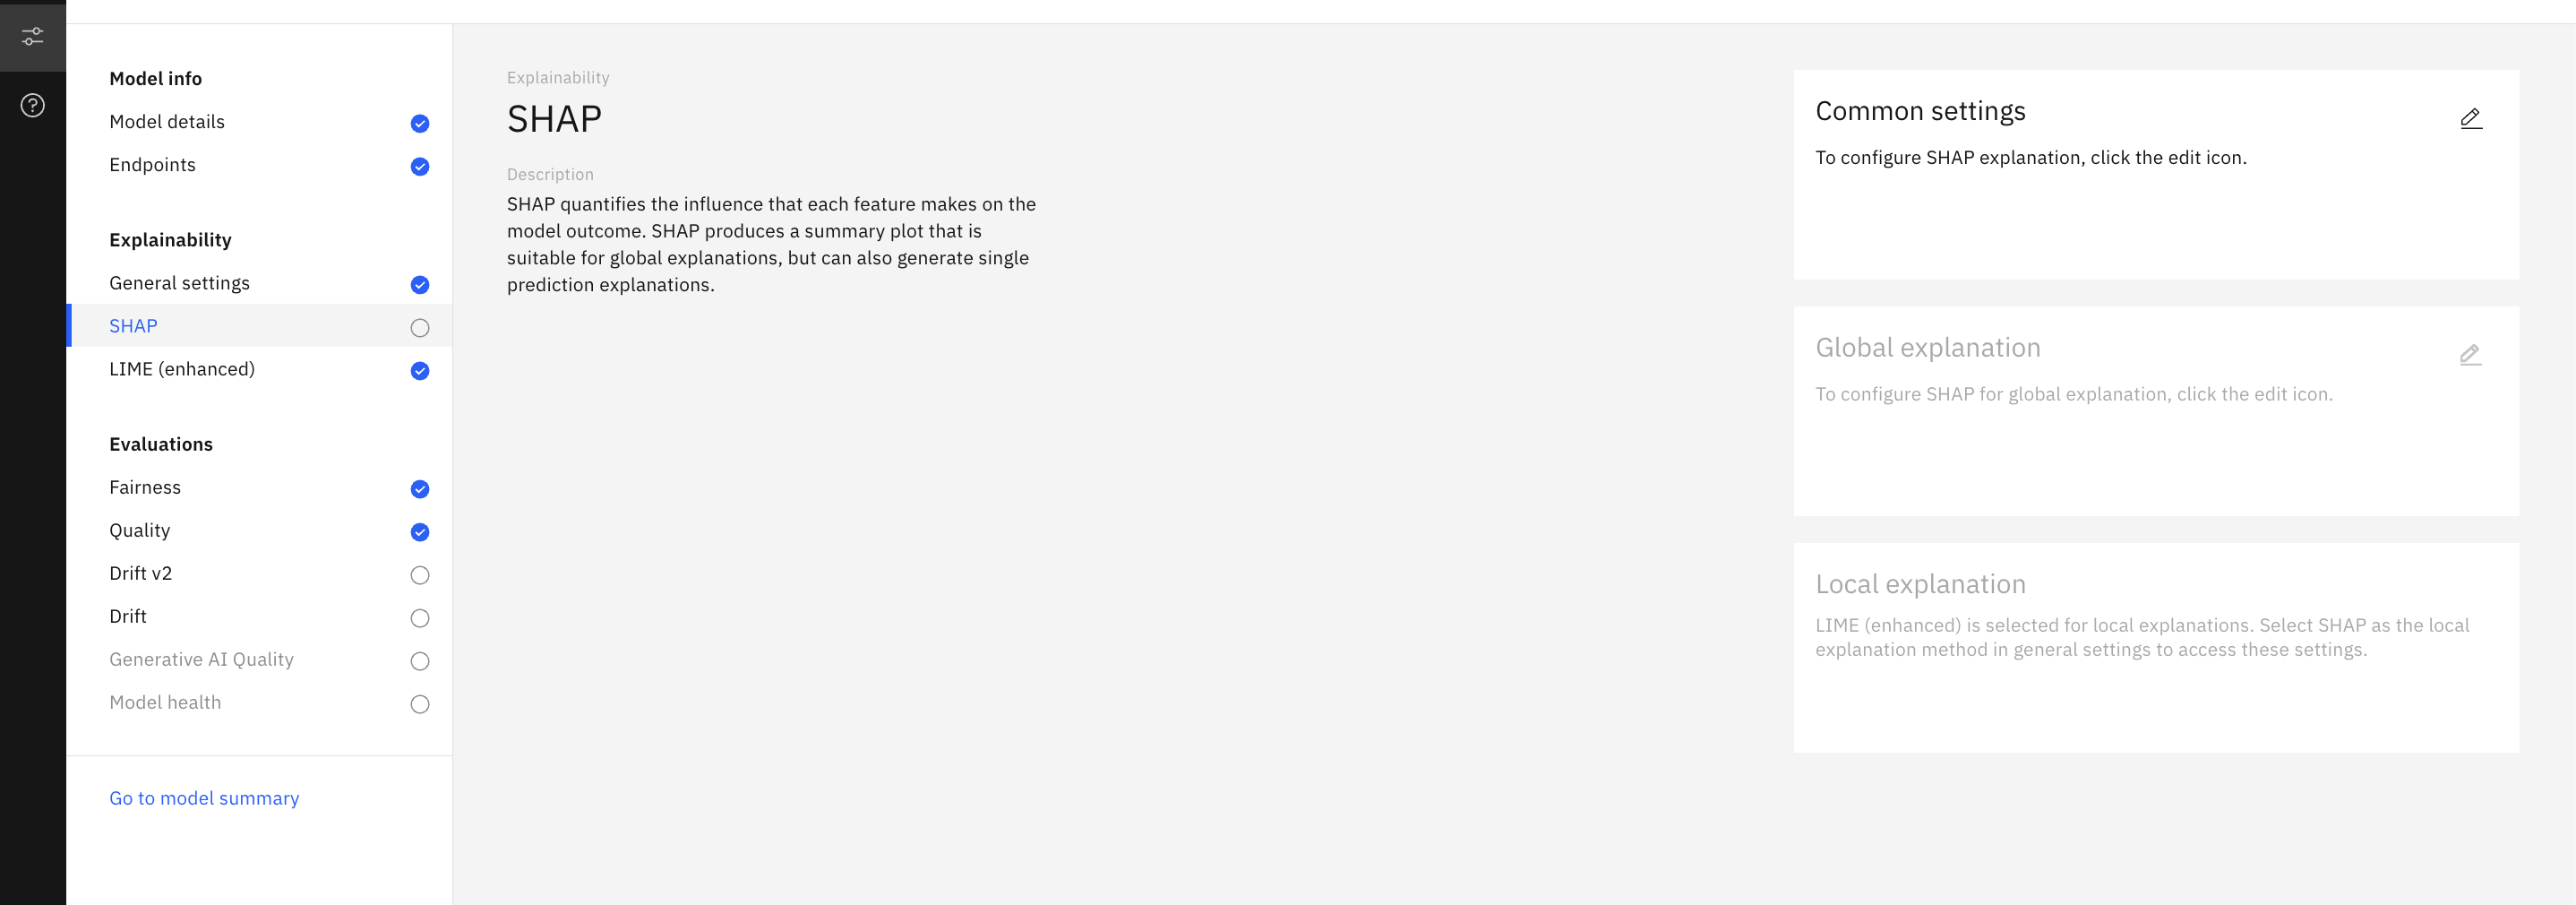 Model info
Model details
Endpoints
Explainability
General settings
SHAP
LIME (enhanced)
Evaluations
Fairness
Quality
Drift v2
Drift
Generative AI Quality
Model health
Go to model summary
Explainability
SHAP
Description
SHAP quantifies the influence that each feature makes on the
model outcome. SHAP produces a summary plot that is
suitable for global explanations, but can also generate single
prediction explanations.
Common settings
To configure SHAP explanation, click the edit icon.
Global explanation
To configure SHAP for global explanation, click the edit icon.
Local explanation
LIME (enhanced) is selected for local explanations. Select SHAP as the local
explanation method in general settings to access these settings.